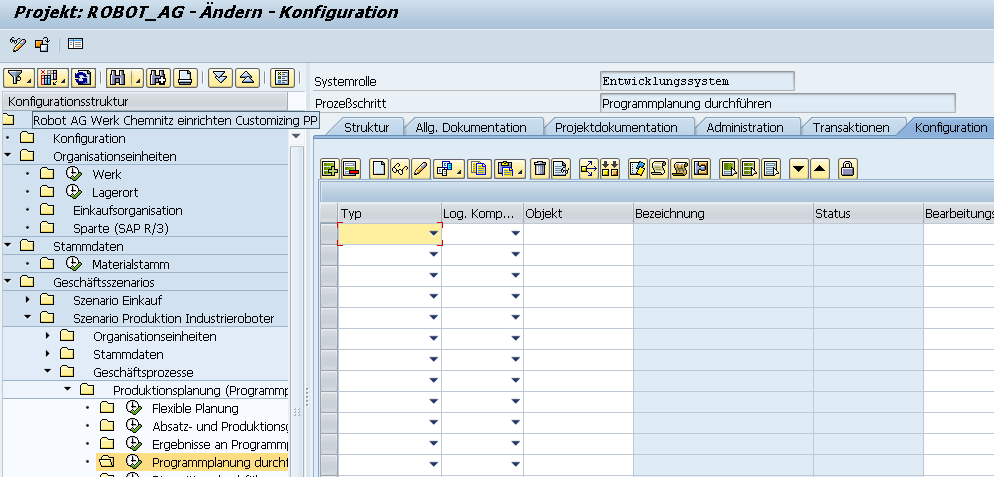 Projekt: ROBOT_AG - Ändern - Konfiguration
Systemrolle
Entwicklungssystem
Prozeßschritt
Programmplanung durchführen
Konfigurationsstruktur
Robot AG Werk Chemnitz einrichten Customizing PP
Konfiguration
Organisationseinheiten
Werk
Lagerort
Einkaufsorganisation
Sparte (SAP R/3)
Stammdaten
Materialstamm
Geschäftsszenarios
Szenario Einkauf
Szenario Produktion Industrieroboter
Organisationseinheiten
Stammdaten
Geschäftsprozesse
Produktionsplanung (Programmp
Flexible Planung
Absatz- und Produktionsg
Ergebnisse an Programmp
Programmplanung durchf
Struktur Allg. Dokumentation Projektdokumentation Administration Transaktionen Konfiguration
Typ Log. Komp... Objekt Bezeichnung Status Bearbeitungs